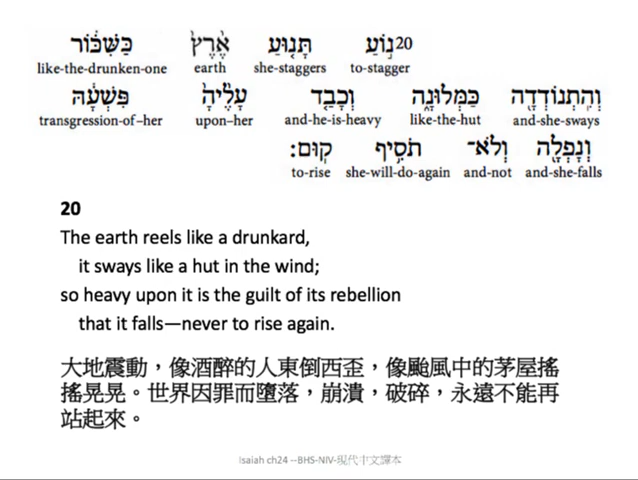 20 נ֣וֹעַ תָּנ֤וּעַ אֶ֙רֶץ֙ כַּשִּׁכּ֔וֹר
like-the-drunken-one earth she-staggers to-stagger
וְהִֽתְנוֹדְדָ֖ה כַּמְּלוּנָ֑ה וְכָבַ֤ד עָלֶ֙יהָ֙ פִּשְׁעָ֔הּ
transgression-of–her upon–her and-he-is-heavy like-the-hut and-she-sways
וְנָפְלָ֖ה וְלֹא־ תֹסִ֥יף קֽוּם׃
to-rise she-will-do-again and-not and-she-falls
20
The earth reels like a drunkard,
it sways like a hut in the wind;
so heavy upon it is the guilt of its rebellion
that it falls—never to rise again.
大地震動，像酒醉的人東倒西歪，像颱風中的茅屋搖
搖晃晃。世界因罪而墮落，崩潰，破碎，永遠不能再
站起來。
Isaiah ch24 --BHS-NIV-現代中文譯本